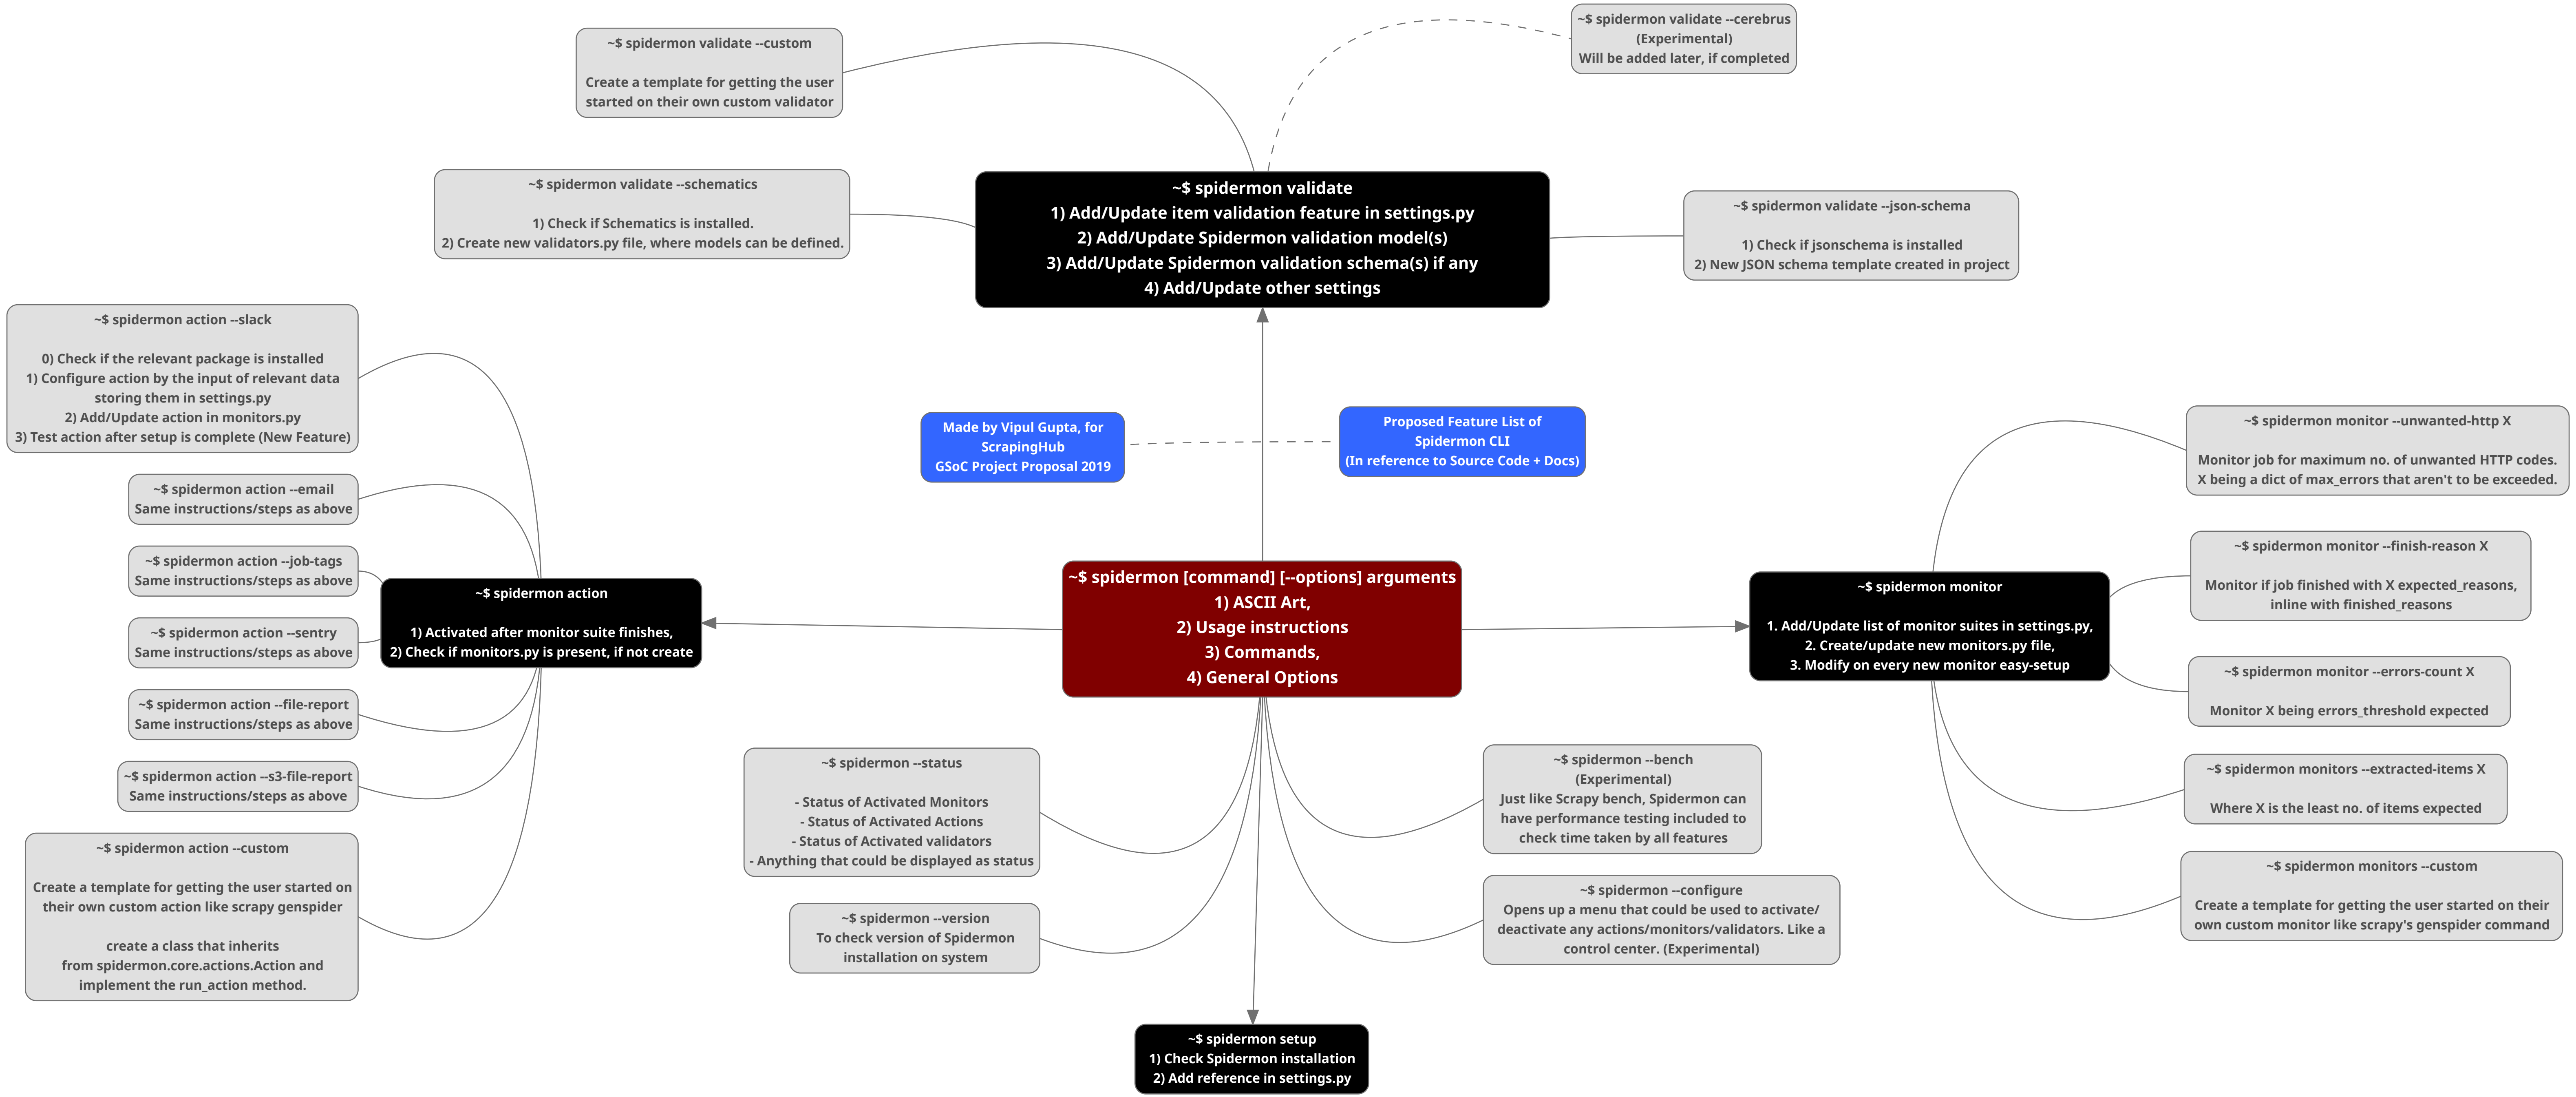 ~$ spidermon validate --cerebrus
(Experimental)
Will be added later, if completed
~$ spidermon validate --custom
Create a template for getting the user
started on their own custom validator
~$ spidermon validate --schematics
1) Check if Schematics is installed.
2) Create new validators.py file, where models can be defined.
~$ spidermon validate
1) Add/Update item validation feature in settings.py
2) Add/Update Spidermon validation model(s)
3) Add/Update Spidermon validation schema(s) if any
4) Add/Update other settings
~$ spidermon validate --json-schema
1) Check if jsonschema is installed
2) New JSON schema template created in project
~$ spidermon action --slack
0) Check if the relevant package is installed
1) Configure action by the input of relevant data
storing them in settings.py
2) Add/Update action in monitors.py
3) Test action after setup is complete (New Feature)
~$ spidermon action --email
Same instructions/steps as above
~$ spidermon action --job-tags
Same instructions/steps as above
~$ spidermon action --sentry
Same instructions/steps as above
~$ spidermon action --file-report
Same instructions/steps as above
~$ spidermon action --s3-file-report
Same instructions/steps as above
~$ spidermon action --custom
Create a template for getting the user started on
their own custom action like scrapy genspider
create a class that inherits
from spidermon.core.actions.Action and
implement the run_action method.
~$ spidermon action
1) Activated after monitor suite finishes,
2) Check if monitors.py is present, if not create
Made by Vipul Gupta, for
ScrapingHub
GSoC Project Proposal 2019
Proposed Feature List of
Spidermon CLI
(In reference to Source Code + Docs)
~$ spidermon [command] [--options] arguments
1) ASCII Art,
2) Usage instructions
3) Commands,
4) General Options
~$ spidermon --status
- Status of Activated Monitors
- Status of Activated Actions
- Status of Activated validators
- Anything that could be displayed as status
~$ spidermon --version
To check version of Spidermon
installation on system
~$ spidermon --bench
(Experimental)
Just like Scrapy bench, Spidermon can
have performance testing included to
check time taken by all features
~$ spidermon --configure
Opens up a menu that could be used to activate/
deactivate any actions/monitors/validators. Like a
control center. (Experimental)
~$ spidermon setup
1) Check Spidermon installation
2) Add reference in settings.py
~$ spidermon monitor
1. Add/Update list of monitor suites in settings.py,
2. Create/update new monitors.py file,
3. Modify on every new monitor easy-setup
~$ spidermon monitor --unwanted-http X
Monitor job for maximum no. of unwanted HTTP codes.
X being a dict of max_errors that aren't to be exceeded.
~$ spidermon monitor --finish-reason X
Monitor if job finished with X expected_reasons,
inline with finished_reasons
~$ spidermon monitor --errors-count X
Monitor X being errors_threshold expected
~$ spidermon monitors --extracted-items X
Where X is the least no. of items expected
~$ spidermon monitors --custom
Create a template for getting the user started on their
own custom monitor like scrapy's genspider command